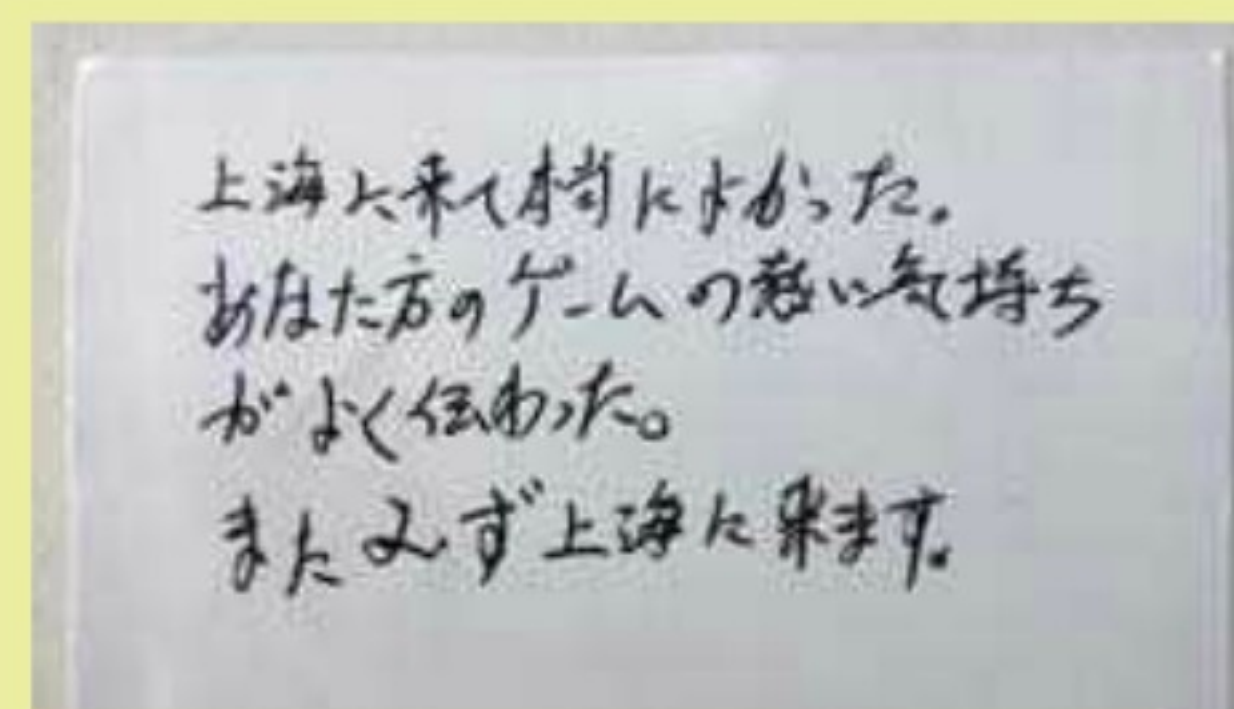 上海に来て本当によかった。
あなた方のゲームの熱い気持ち
がよく伝わった。
また必ず上海に来ます。